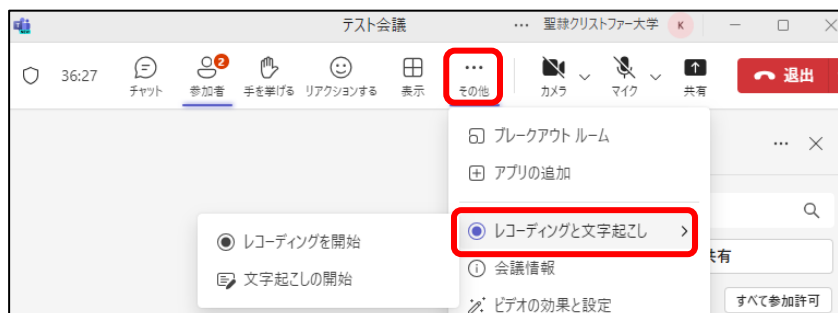 テスト会議 ··· 聖隷クリストファー大学 K
36:27 チャット 参加者 2 手を挙げる リアクションする 表示 その他 カメラ マイク 共有 退出
ブレークアウト ルーム
アプリの追加
レコーディングと文字起こし
レコーディングを開始
文字起こしの開始
会議情報
共有
ビデオの効果と設定
すべて参加許可